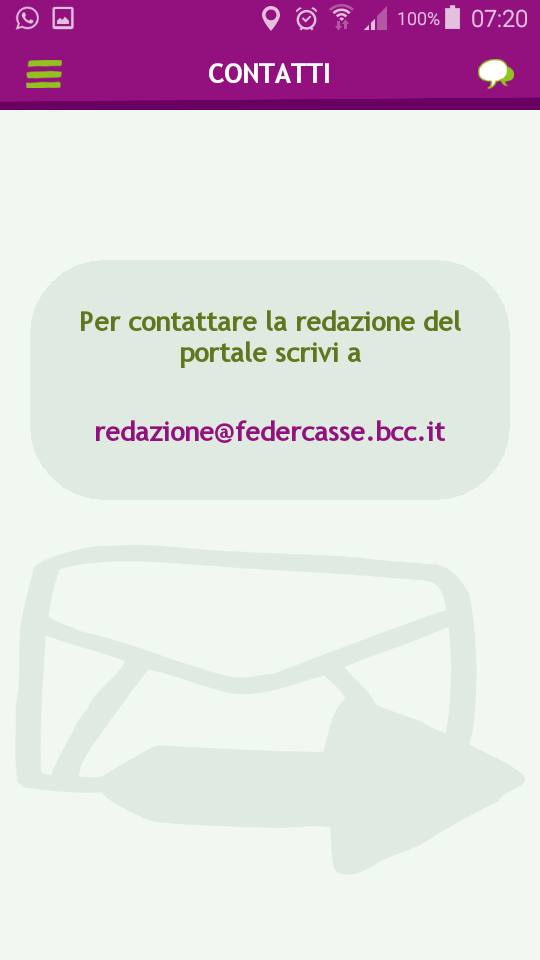 100% 07:20
CONTATTI
Per contattare la redazione del
portale scrivi a
redazione@federcasse.bcc.it